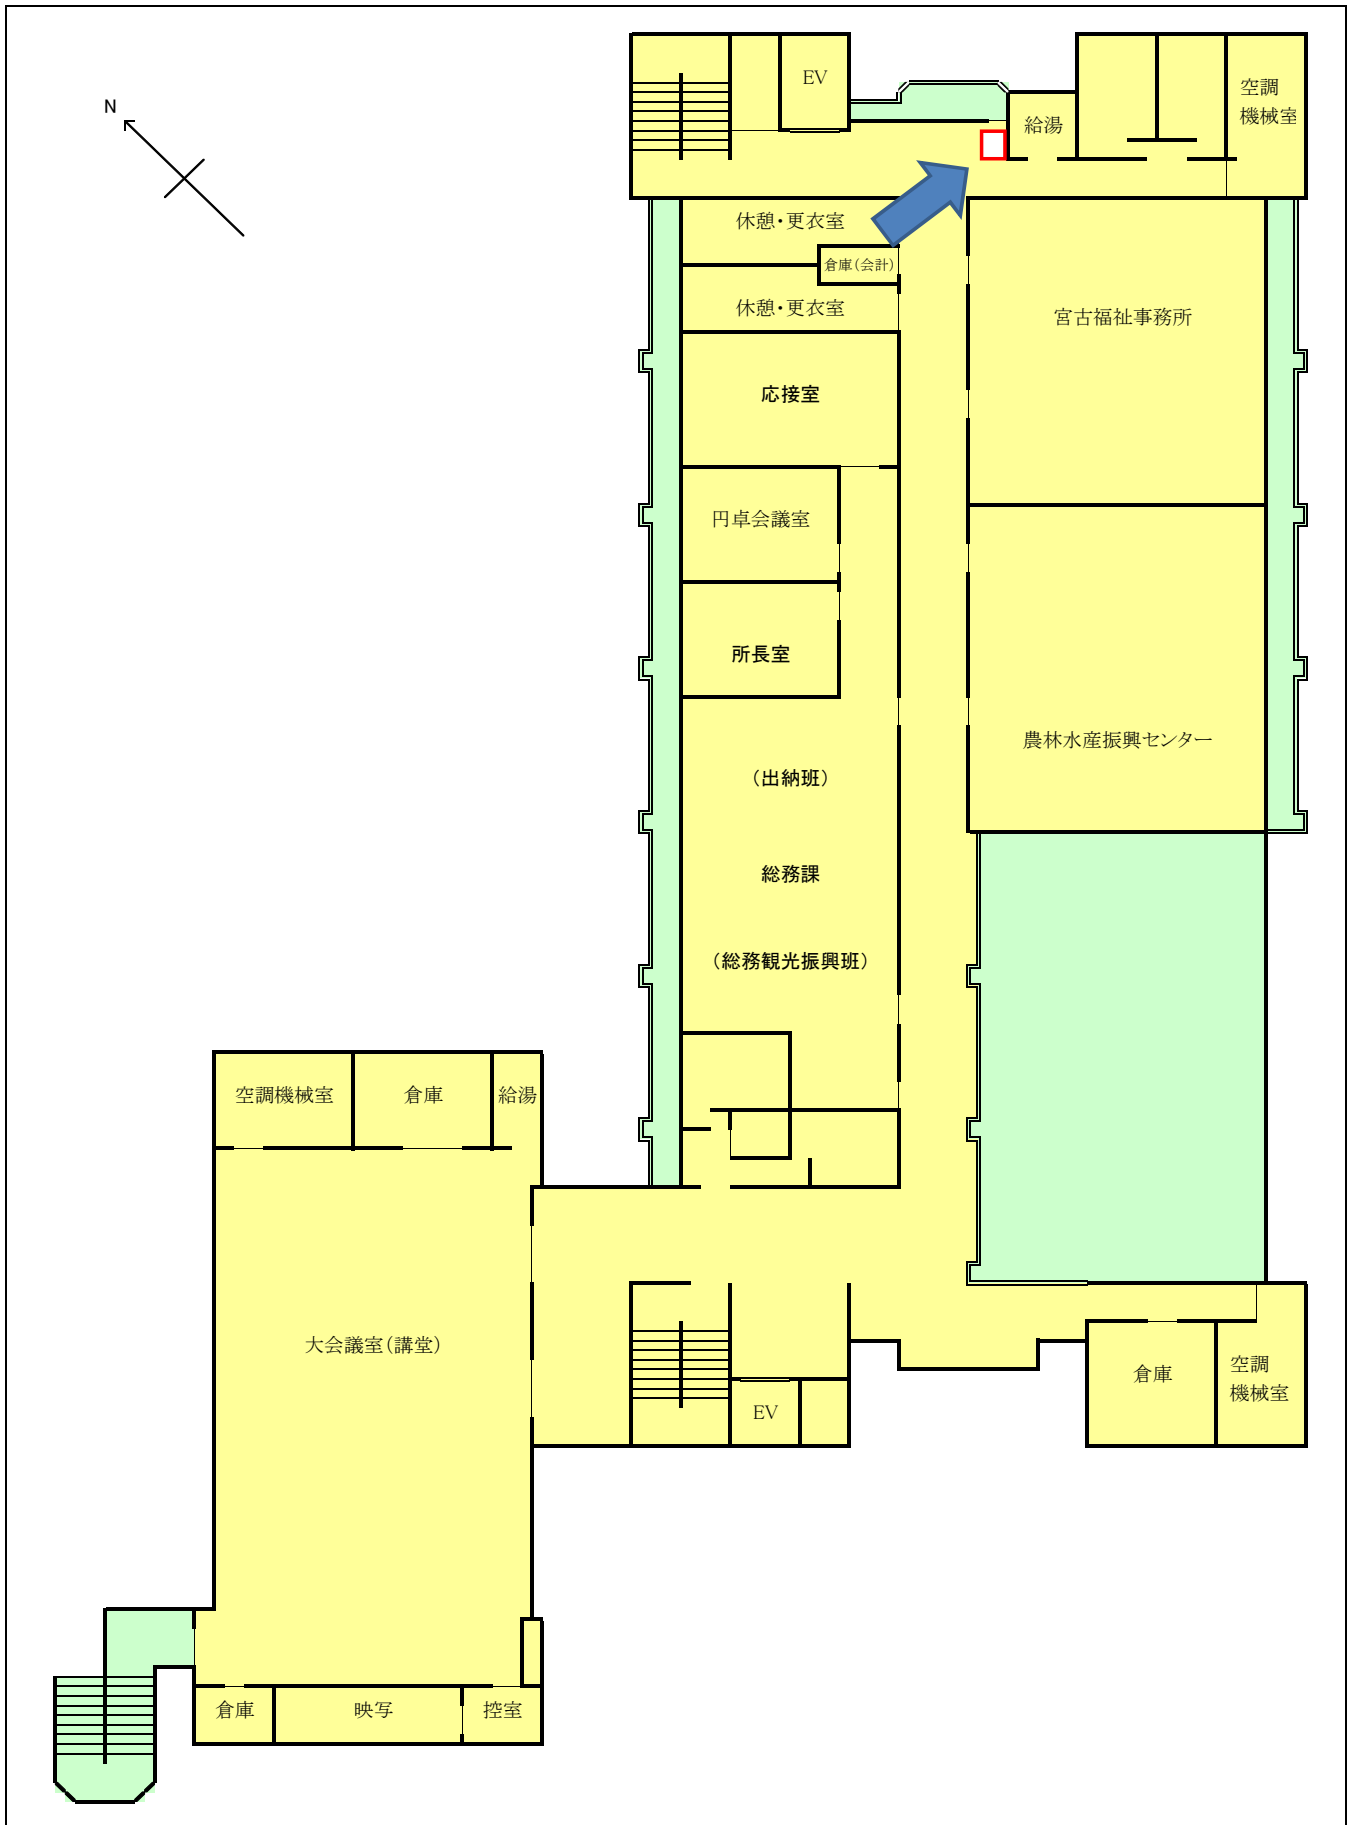 EV
空調
機械室
N
給湯
休憩・更衣室
倉庫（会計）
休憩・更衣室
宮古福祉事務所
応接室
円卓会議室
所長室
農林水産振興センター
（出納班）
総務課
（総務観光振興班）
空調機械室
倉庫
給湯
大会議室（講堂）
倉庫
空調
機械室
EV
倉庫
映写
控室